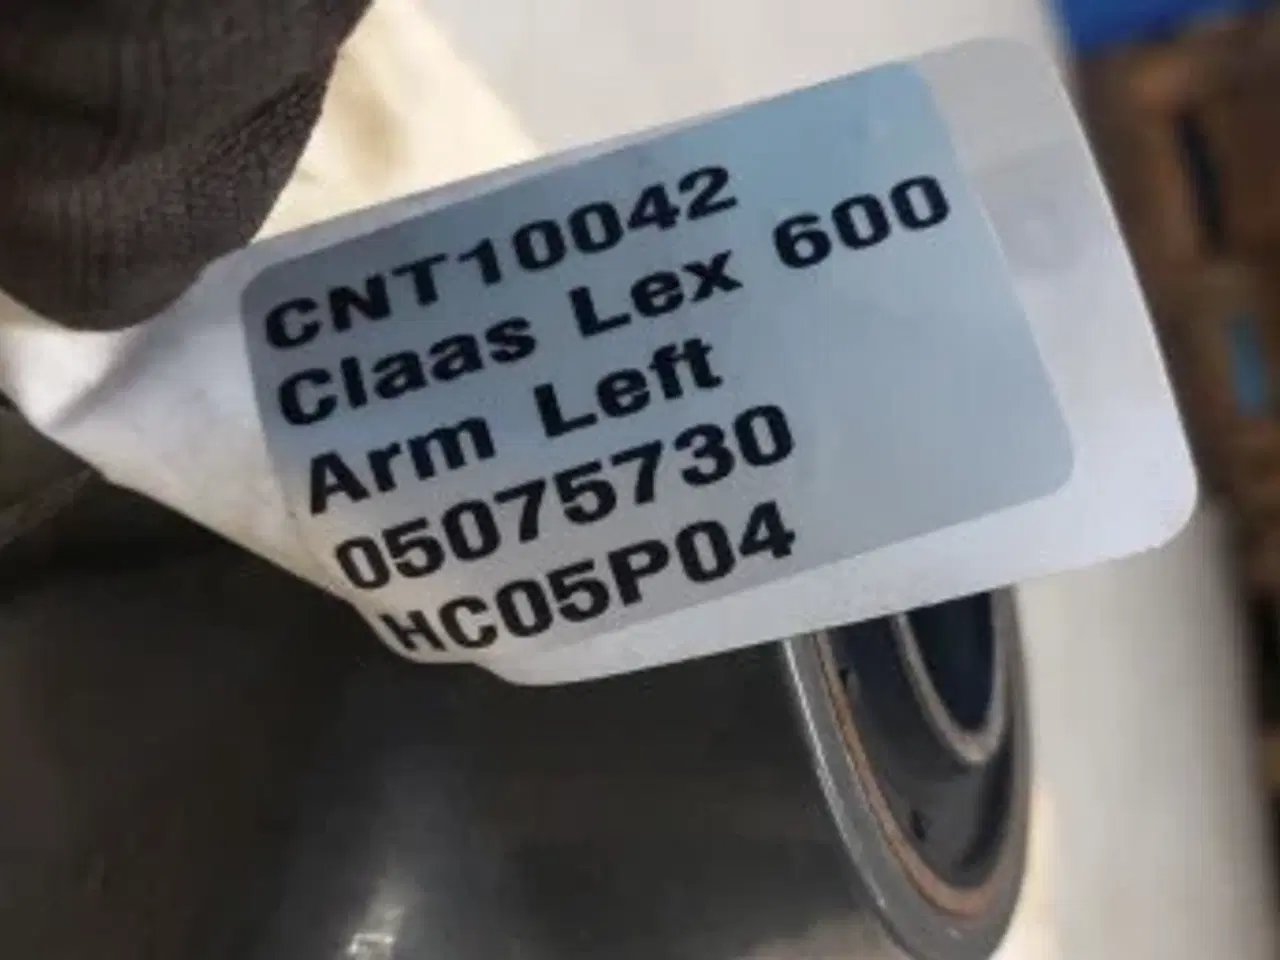 CNT10042
Claas Lex 600
Arm Left
05075730
HC05P04